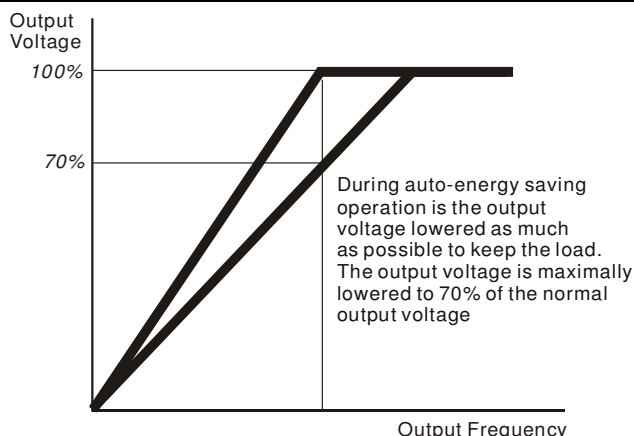 Output
Voltage
100%
70%
During auto-energy saving
operation is the output
voltage lowered as much
as possible to keep the load.
The output voltage is maximally
lowered to 70% of the normal
output voltage
Output Frequency